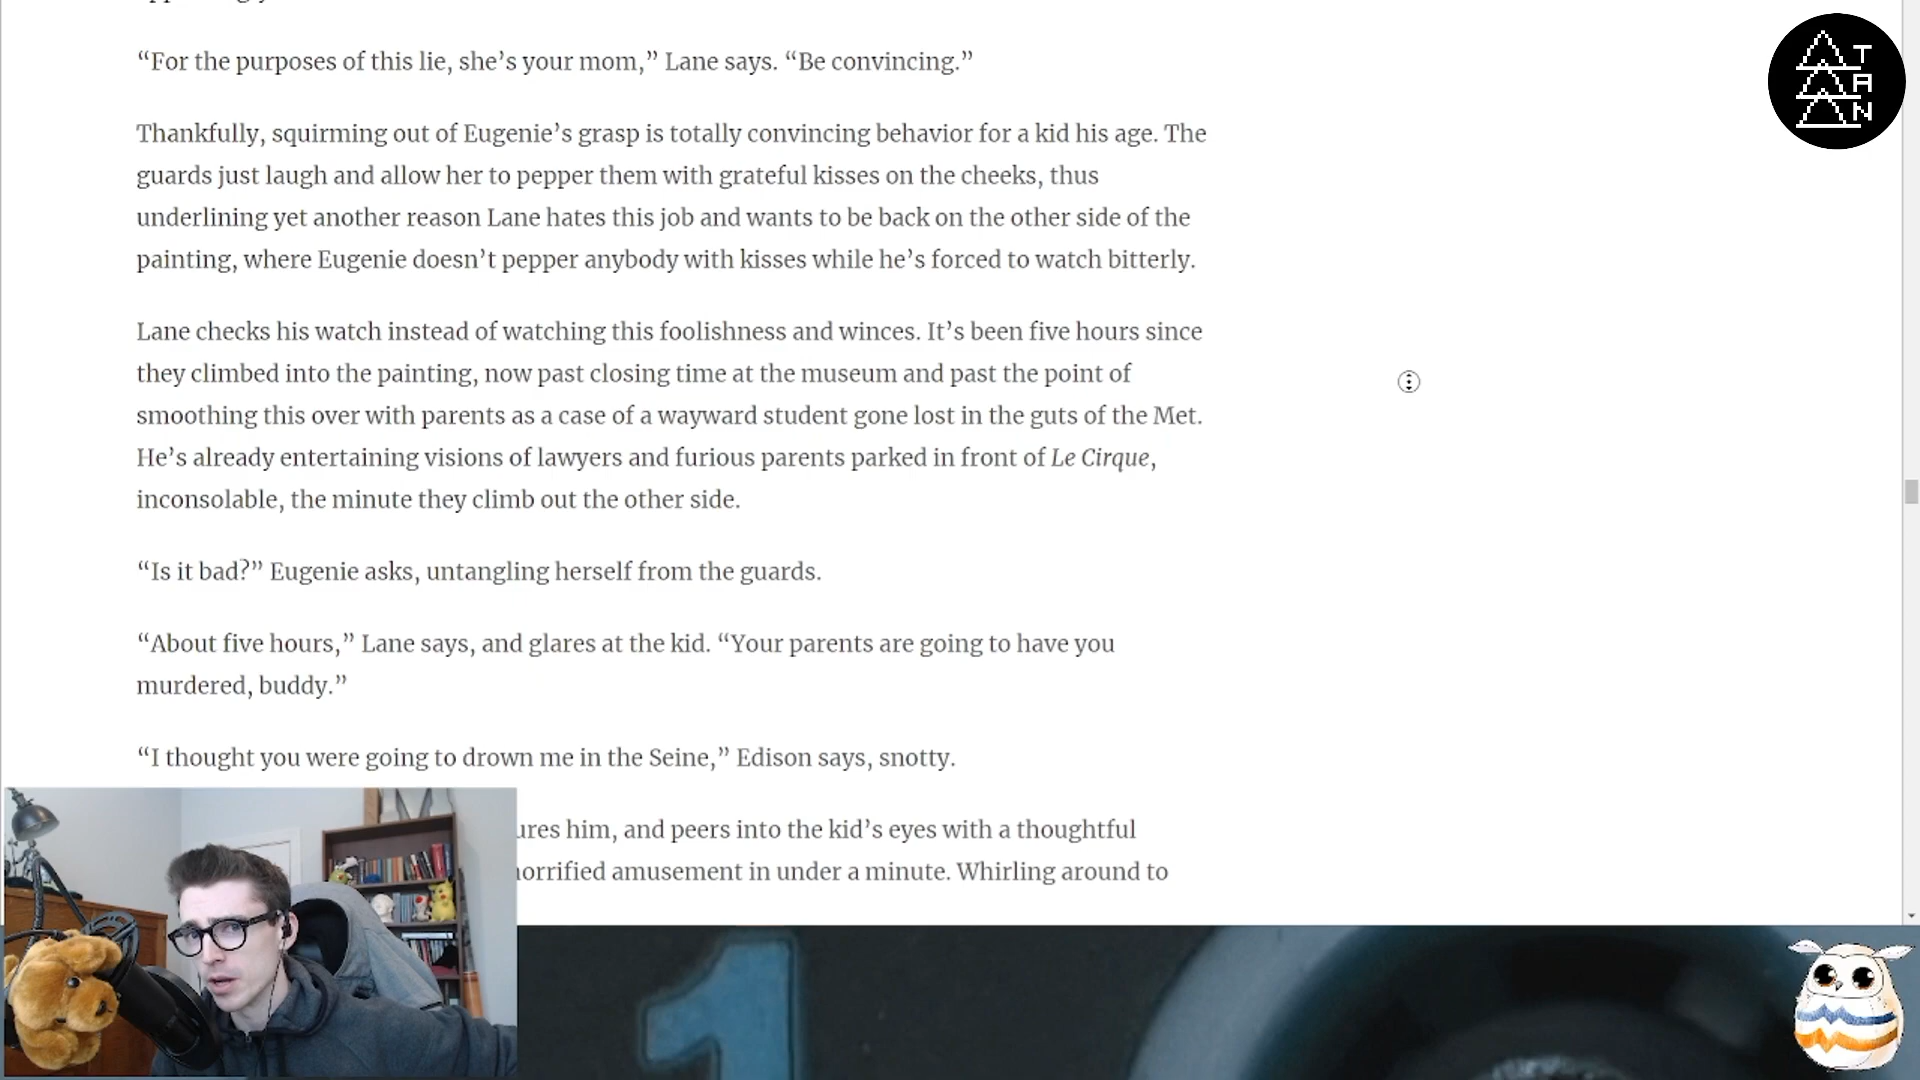 “For the purposes of this lie, she’s your mom,” Lane says. “Be convincing.”
Thankfully, squirming out of Eugenie’s grasp is totally convincing behavior for a kid his age. The
guards just laugh and allow her to pepper them with grateful kisses on the cheeks, thus
underlining yet another reason Lane hates this job and wants to be back on the other side of the
painting, where Eugenie doesn’t pepper anybody with kisses while he’s forced to watch bitterly.
Lane checks his watch instead of watching this foolishness and winces. It’s been five hours since
they climbed into the painting, now past closing time at the museum and past the point of
smoothing this over with parents as a case of a wayward student gone lost in the guts of the Met.
He’s already entertaining visions of lawyers and furious parents parked in front of Le Cirque,
inconsolable, the minute they climb out the other side.
“Is it bad?” Eugenie asks, untangling herself from the guards.
“About five hours,” Lane says, and glares at the kid. “Your parents are going to have you
murdered, buddy.”
“I thought you were going to drown me in the Seine,” Edison says, snotty.
him, and peers into the kid’s eyes with a thoughtful
amusement in under a minute. Whirling around to
1
TAN